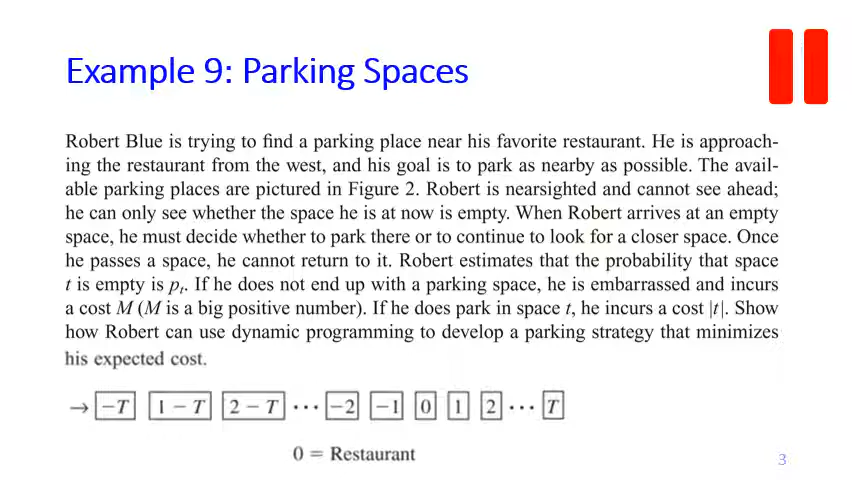 Example 9: Parking Spaces
Robert Blue is trying to find a parking place near his favorite restaurant. He is approach-
ing the restaurant from the west, and his goal is to park as nearby as possible. The avail-
able parking places are pictured in Figure 2. Robert is nearsighted and cannot see ahead;
he can only see whether the space he is at now is empty. When Robert arrives at an empty
space, he must decide whether to park there or to continue to look for a closer space. Once
he passes a space, he cannot return to it. Robert estimates that the probability that space
t is empty is pₜ. If he does not end up with a parking space, he is embarrassed and incurs
a cost M (M is a big positive number). If he does park in space t, he incurs a cost |t|. Show
how Robert can use dynamic programming to develop a parking strategy that minimizes
his expected cost.
→ −T 1 − T 2 − T ··· −2 −1 0 1 2 ··· T
0 = Restaurant
3